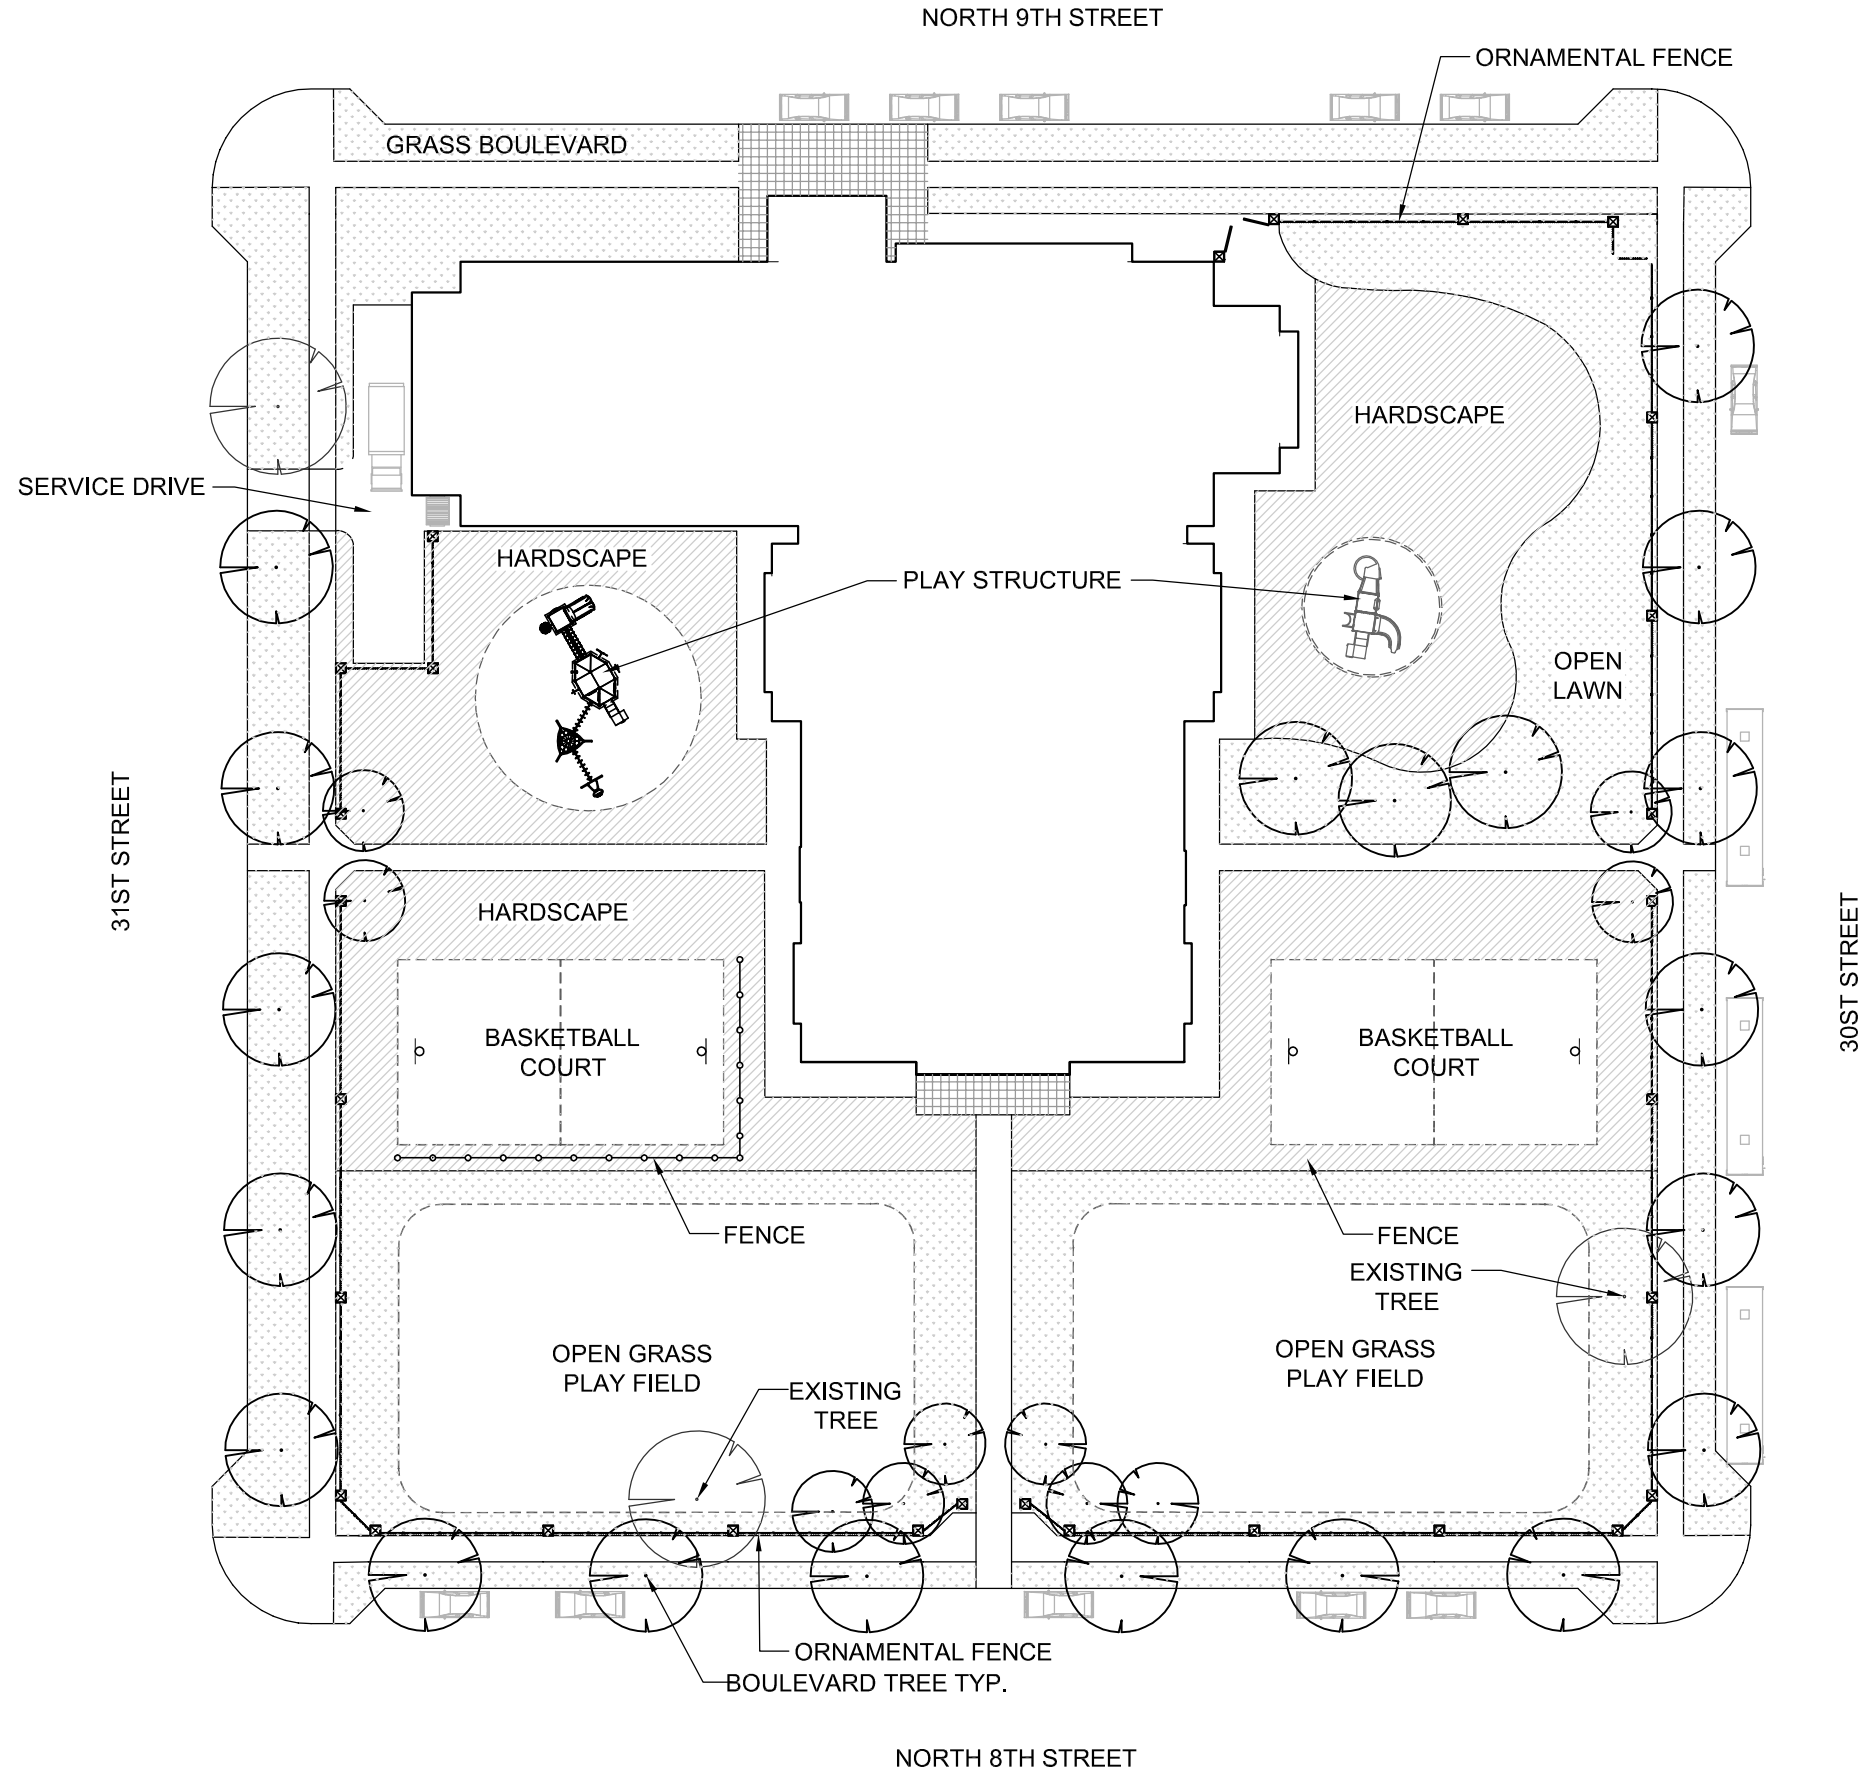 NORTH 9TH STREET
ORNAMENTAL FENCE
GRASS BOULEVARD
HARDSCAPE
SERVICE DRIVE
HARDSCAPE
PLAY STRUCTURE
OPEN
LAWN
31ST STREET
HARDSCAPE
30ST STREET
BASKETBALL
COURT
BASKETBALL
COURT
FENCE
FENCE
EXISTING
TREE
OPEN GRASS
PLAY FIELD
OPEN GRASS
PLAY FIELD
EXISTING
TREE
ORNAMENTAL FENCE
BOULEVARD TREE TYP.
NORTH 8TH STREET